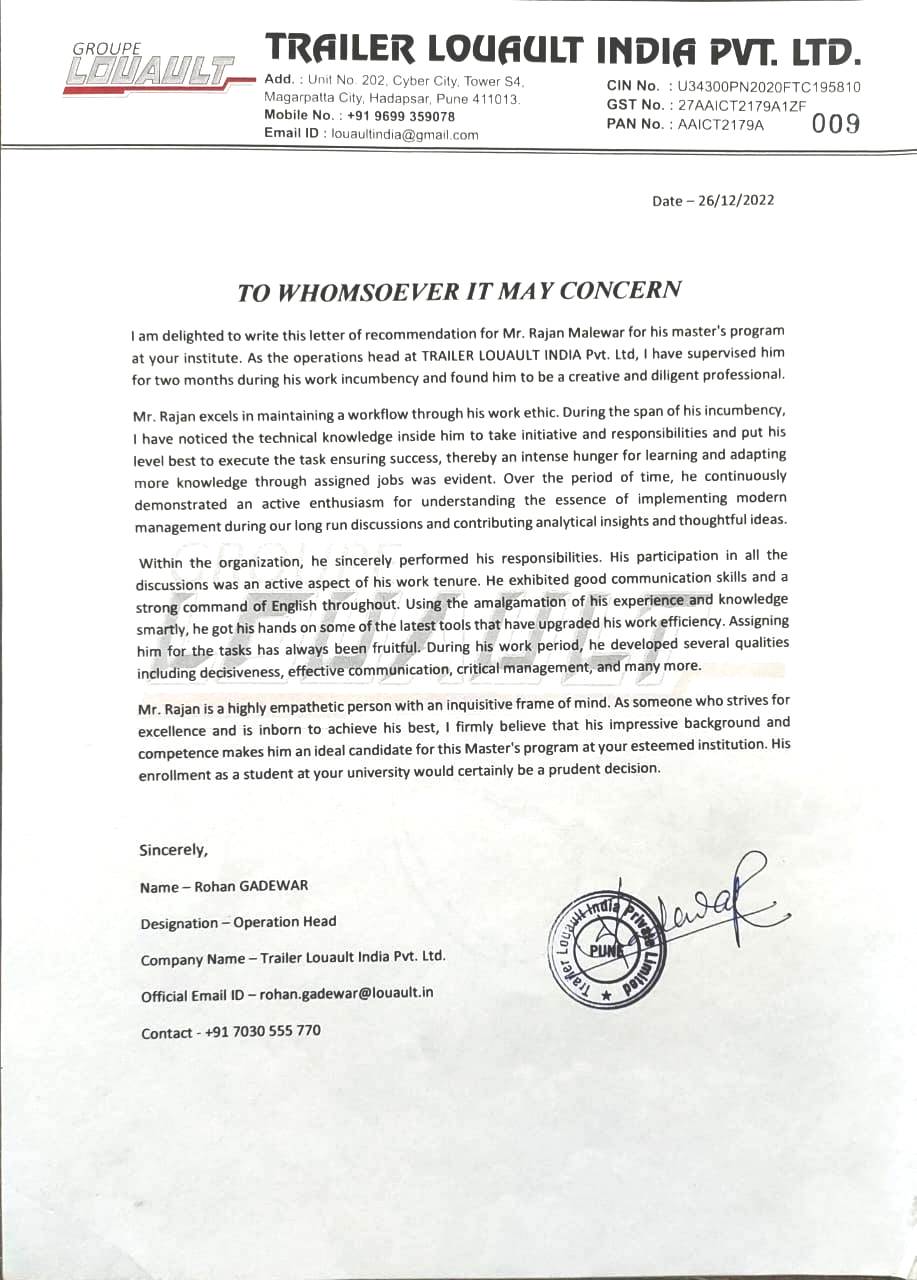 GROUPE
LOUAULT
TRAILER LOUAULT INDIA PVT. LTD.
Add. : Unit No. 202, Cyber City, Tower S4,
Magarpatta City, Hadapsar, Pune 411013.
Mobile No. : +91 9699 359078
Email ID : louaultindia@gmail.com
CIN No. : U34300PN2020FTC195810
GST No. : 27AAICT2179A1ZF
PAN No. : AAICT2179A
009
Date – 26/12/2022
TO WHOMSOEVER IT MAY CONCERN
I am delighted to write this letter of recommendation for Mr. Rajan Malewar for his master's program
at your institute. As the operations head at TRAILER LOUAULT INDIA Pvt. Ltd, I have supervised him
for two months during his work incumbency and found him to be a creative and diligent professional.
Mr. Rajan excels in maintaining a workflow through his work ethic. During the span of his incumbency,
I have noticed the technical knowledge inside him to take initiative and responsibilities and put his
level best to execute the task ensuring success, thereby an intense hunger for learning and adapting
more knowledge through assigned jobs was evident. Over the period of time, he continuously
demonstrated an active enthusiasm for understanding the essence of implementing modern
management during our long run discussions and contributing analytical insights and thoughtful ideas.
Within the organization, he sincerely performed his responsibilities. His participation in all the
discussions was an active aspect of his work tenure. He exhibited good communication skills and a
strong command of English throughout. Using the amalgamation of his experience and knowledge
smartly, he got his hands on some of the latest tools that have upgraded his work efficiency. Assigning
him for the tasks has always been fruitful. During his work period, he developed several qualities
including decisiveness, effective communication, critical management, and many more.
Mr. Rajan is a highly empathetic person with an inquisitive frame of mind. As someone who strives for
excellence and is inborn to achieve his best, I firmly believe that his impressive background and
competence makes him an ideal candidate for this Master's program at your esteemed institution. His
enrollment as a student at your university would certainly be a prudent decision.
Sincerely,
Name – Rohan GADEWAR
Designation – Operation Head
Company Name – Trailer Louault India Pvt. Ltd.
Official Email ID – rohan.gadewar@louault.in
Contact - +91 7030 555 770
Trailer Louault India Private Limited
PUNE
GROUPE
LOUAULT